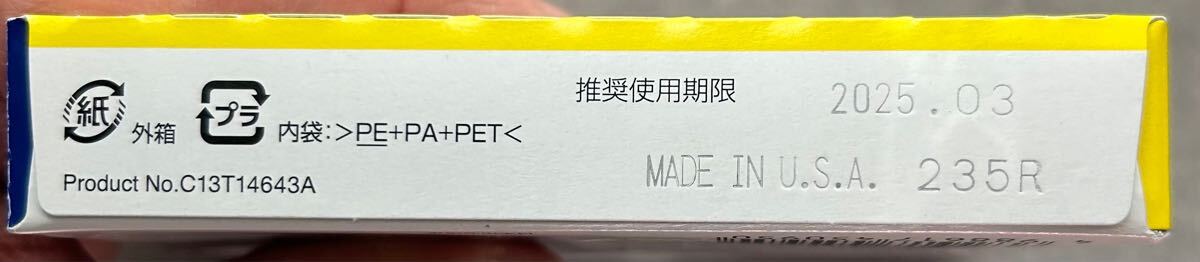 推奨使用期限 2025.03
紙 外箱 プラ 内袋:>PE+PA+PET<
Product No.C13T14643A
MADE IN U.S.A. 235R